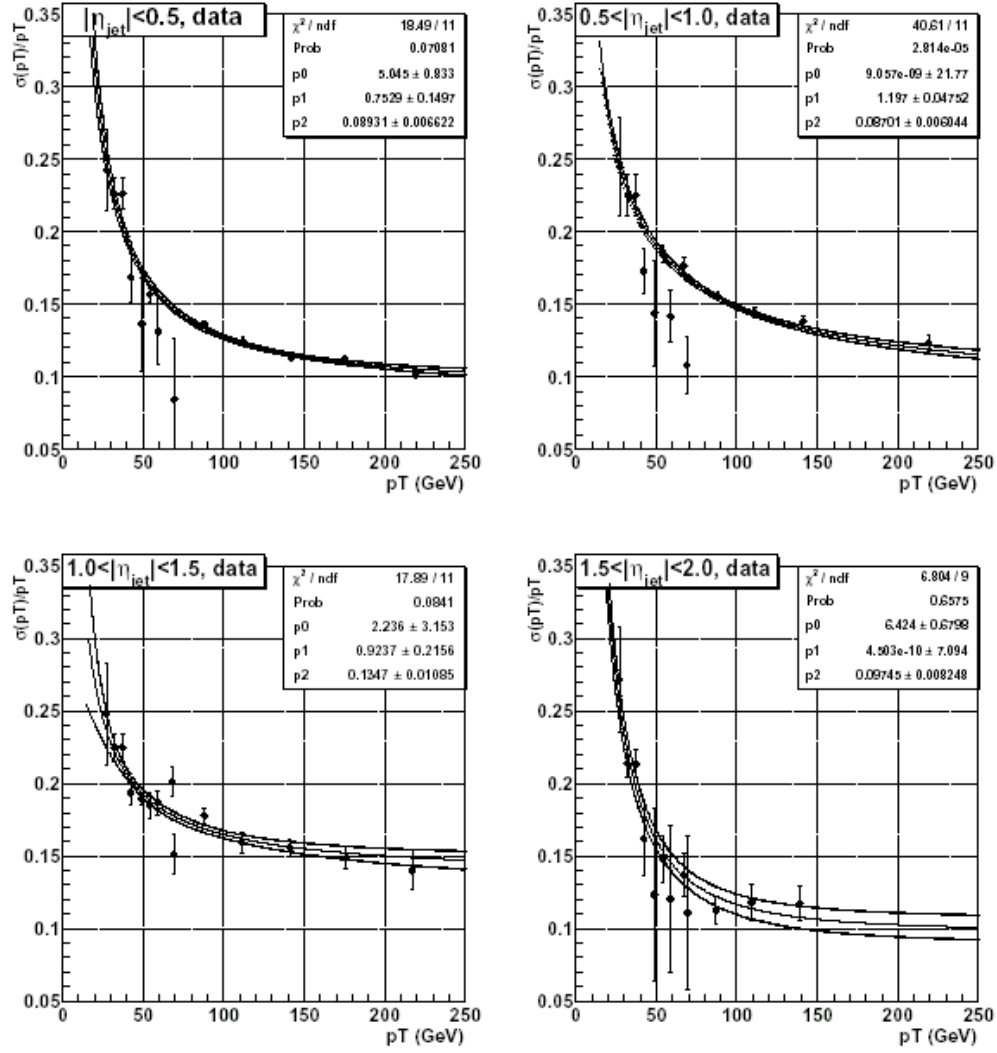 |η_jet|<0.5, data
χ² / ndf 18.49 / 11
Prob 0.07081
p0 5.045 ± 0.833
p1 0.7529 ± 0.1497
p2 0.08931 ± 0.006622
σ(pT)/pT
0.35
0.3
0.25
0.2
0.15
0.1
0.05
0 50 100 150 200 250
pT (GeV)
0.5<|η_jet|<1.0, data
χ² / ndf 40.61 / 11
Prob 2.814e-05
p0 9.057e-09 ± 21.77
p1 1.197 ± 0.04752
p2 0.08701 ± 0.006044
σ(pT)/pT
0.35
0.3
0.25
0.2
0.15
0.1
0.05
0 50 100 150 200 250
pT (GeV)
1.0<|η_jet|<1.5, data
χ² / ndf 17.89 / 11
Prob 0.0841
p0 2.236 ± 3.153
p1 0.9237 ± 0.2156
p2 0.1347 ± 0.01085
σ(pT)/pT
0.35
0.3
0.25
0.2
0.15
0.1
0.05
0 50 100 150 200 250
pT (GeV)
1.5<|η_jet|<2.0, data
χ² / ndf 6.804 / 9
Prob 0.6575
p0 6.424 ± 0.6798
p1 4.503e-10 ± 7.094
p2 0.09745 ± 0.008248
σ(pT)/pT
0.35
0.3
0.25
0.2
0.15
0.1
0.05
0 50 100 150 200 250
pT (GeV)